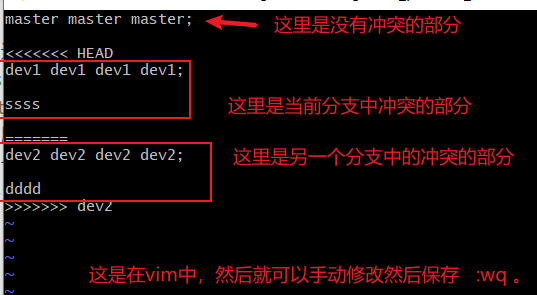 master master master;
这里是没有冲突的部分
<<<<<<< HEAD
dev1 dev1 dev1 dev1;
ssss
这里是当前分支中冲突的部分
=======
dev2 dev2 dev2 dev2;
这里是另一个分支中的冲突的部分
dddd
>>>>>>> dev2
~
~
~
~
这是在vim中，然后就可以手动修改然后保存 :wq 。
~